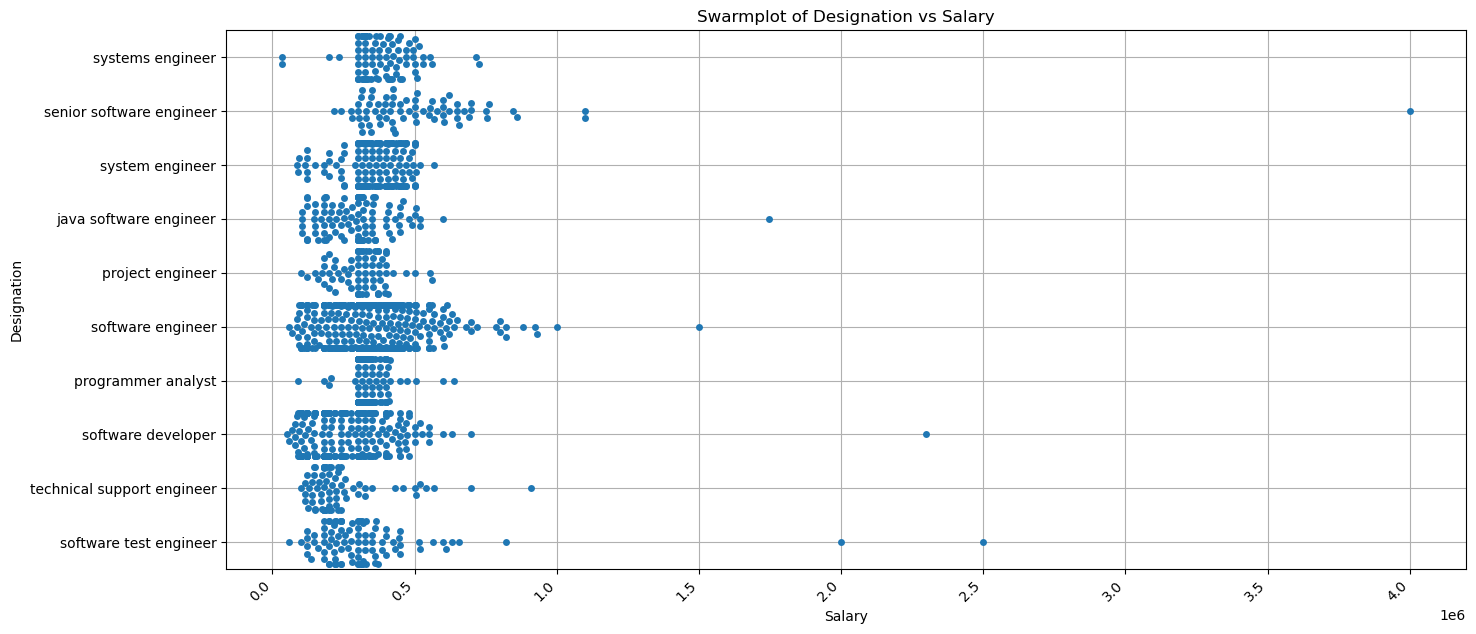 Swarmplot of Designation vs Salary
Designation
systems engineer
senior software engineer
system engineer
java software engineer
project engineer
software engineer
programmer analyst
software developer
technical support engineer
software test engineer
0.0 0.5 1.0 1.5 2.0 2.5 3.0 3.5 4.0
1e6
Salary